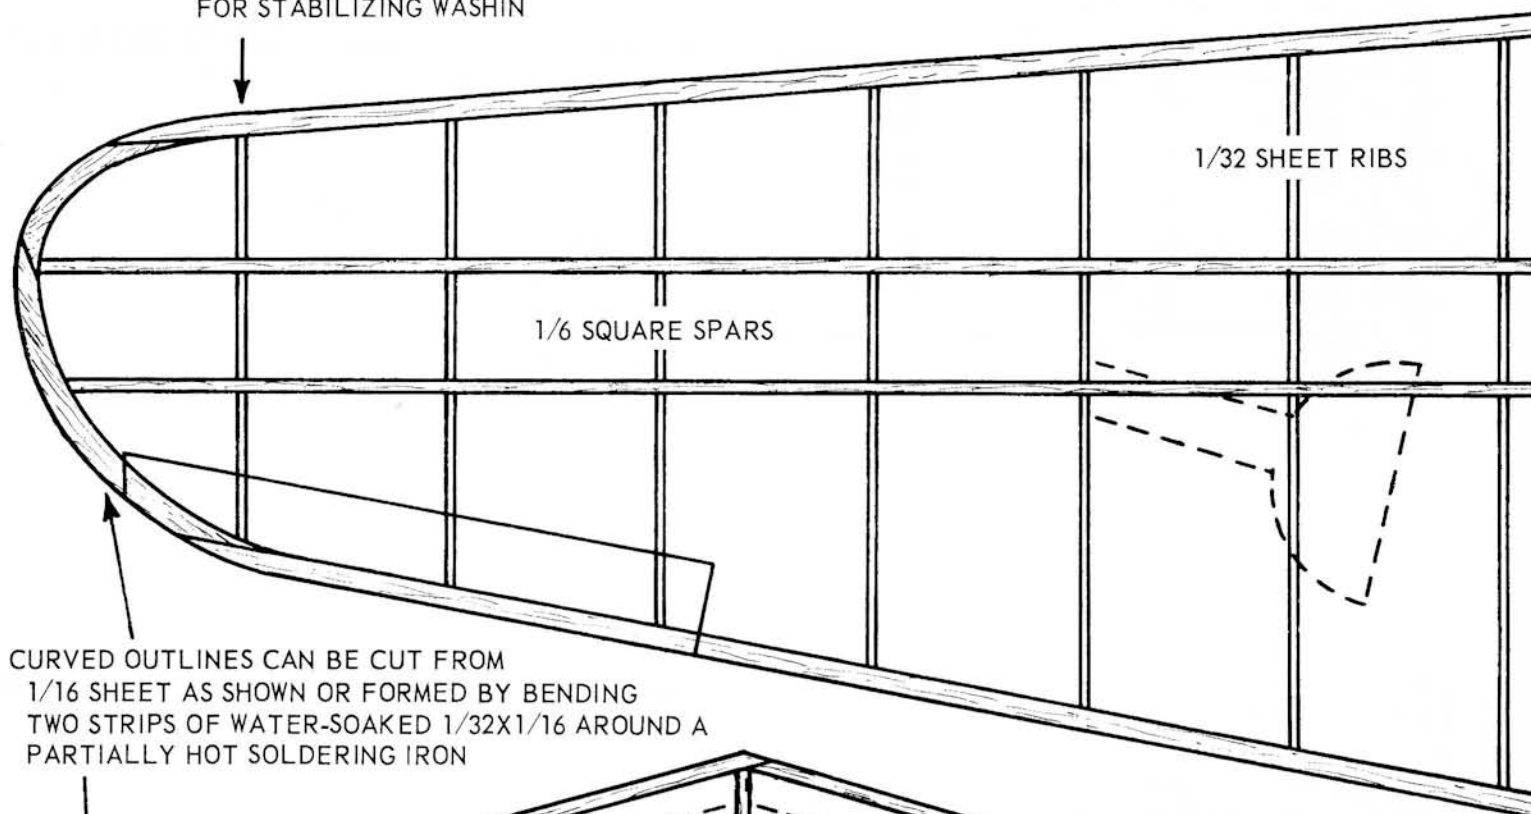 FOR STABILIZING WASHIN
1/32 SHEET RIBS
1/6 SQUARE SPARS
CURVED OUTLINES CAN BE CUT FROM
1/16 SHEET AS SHOWN OR FORMED BY BENDING
TWO STRIPS OF WATER-SOAKED 1/32X1/16 AROUND A
PARTIALLY HOT SOLDERING IRON